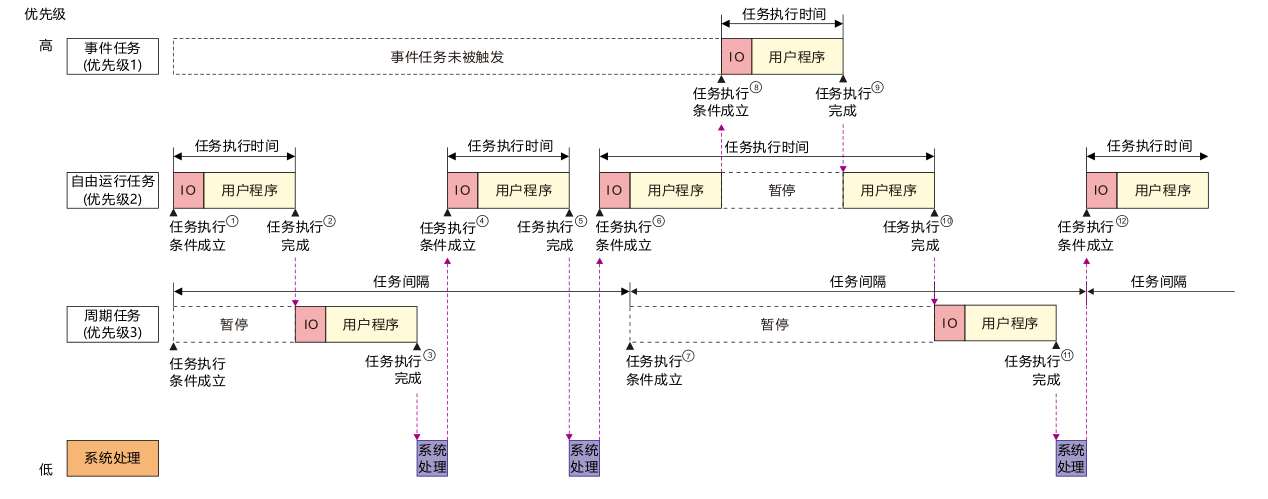 优先级
任务执行时间
高
事件任务
(优先级1)
事件任务未被触发
IO
用户程序
任务执行⑧
条件成立
任务执行⑨
完成
任务执行时间
任务执行时间
任务执行时间
任务执行时间
自由运行任务
(优先级2)
IO
用户程序
IO
用户程序
IO
用户程序
暂停
用户程序
IO
用户程序
任务执行①
条件成立
任务执行②
完成
任务执行④
条件成立
任务执行⑤
完成
任务执行⑥
条件成立
任务执行⑩
完成
任务执行⑫
条件成立
任务间隔
任务间隔
任务间隔
周期任务
(优先级3)
暂停
IO
用户程序
暂停
IO
用户程序
任务执行
条件成立
任务执行③
完成
任务执行⑦
条件成立
任务执行⑪
完成
低
系统处理
系统
处理
系统
处理
系统
处理